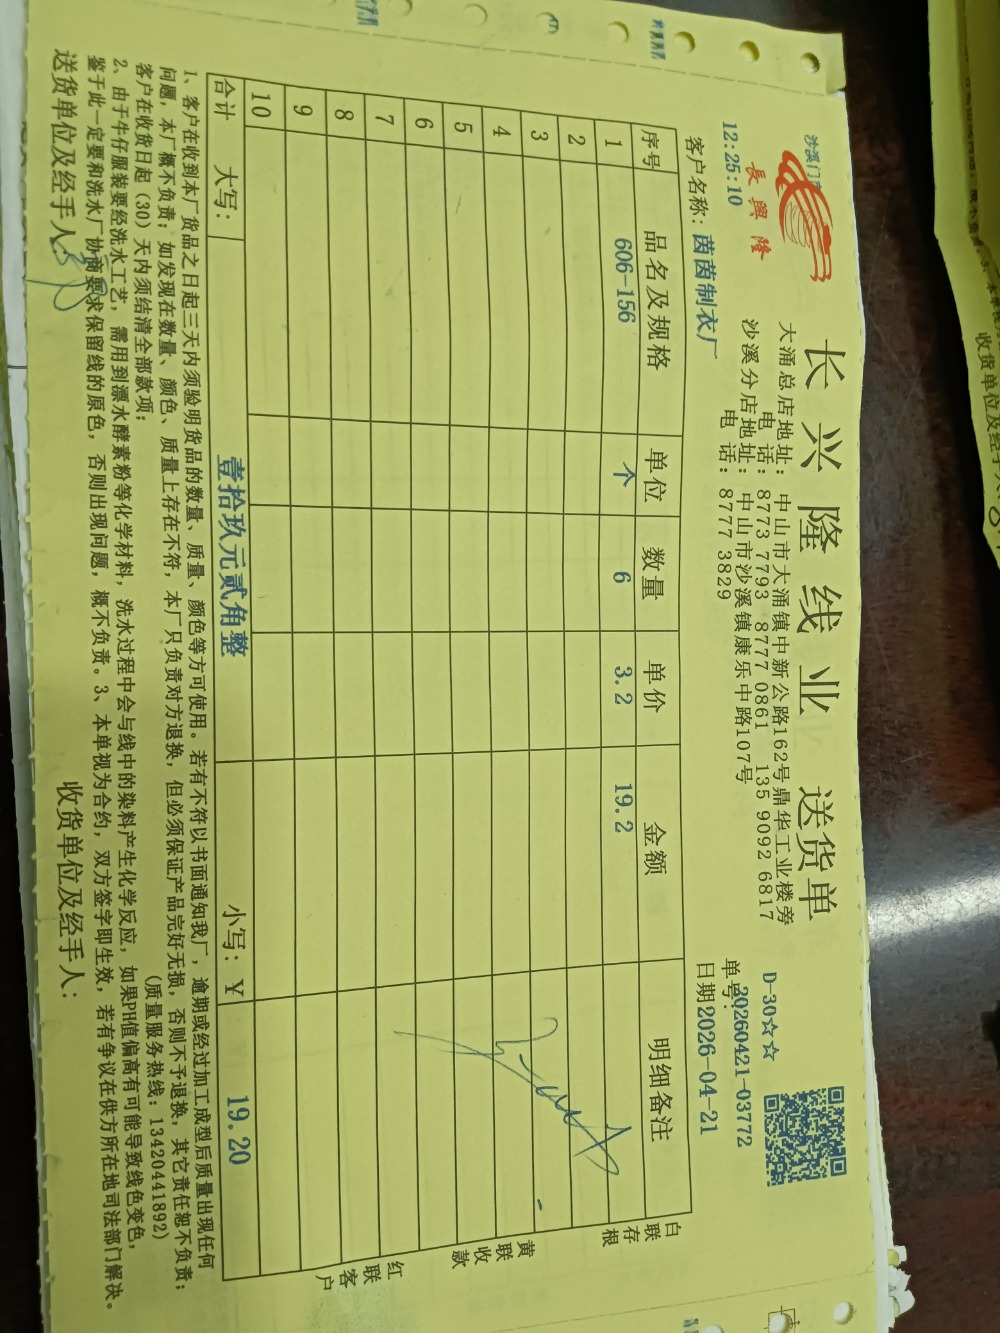 长兴隆线业 送货单
長興隆
沙溪门
12:25:10
大涌总店地址: 中山市大涌镇中新公路162号鼎华工业楼旁
电 话: 8773 7793 8777 0861 135 9092 6817
沙溪分店地址: 中山市沙溪镇康乐中路107号
电 话: 8777 3829
D-30☆☆
单号: 20260421-03772
客户名称: 茵茵制衣厂
日期2026-04-21
序号 品名及规格 单位 数量 单价 金额 明细备注
1 606-156 个 6 3.2 19.2
2
3
4
5
6
7
8
9
10
合计 大写: 壹拾玖元贰角整 小写: ¥ 19.20
白联存根
黄联收款
红联客户
1、客户在收到本厂货品之日起三天内须验明货品的数量、质量、颜色等方可使用。若有不符以书面通知我厂, 逾期或经过加工成型后质量出现任何
问题, 本厂概不负责; 如发现在数量、颜色、质量上存在不符, 本厂只负责对方退换, 但必须保证产品完好无损, 否则不予退换, 其它责任恕不负责;
客户在收货日起 (30) 天内须结清全部款项; (质量服务热线: 13420441892)
2、由于牛仔服装要经洗水工艺, 需用到漂水酵素粉等化学材料, 洗水过程中会与线中的染料产生化学反应, 如果PH值偏高有可能导致线色变色,
鉴于此一定要和洗水厂协商要求保留线的原色, 否则出现问题, 概不负责。3、本单视为合约, 双方签字即生效, 若有争议在供方所在地司法部门解决。
送货单位及经手人: 收货单位及经手人:
收货单位及经手人